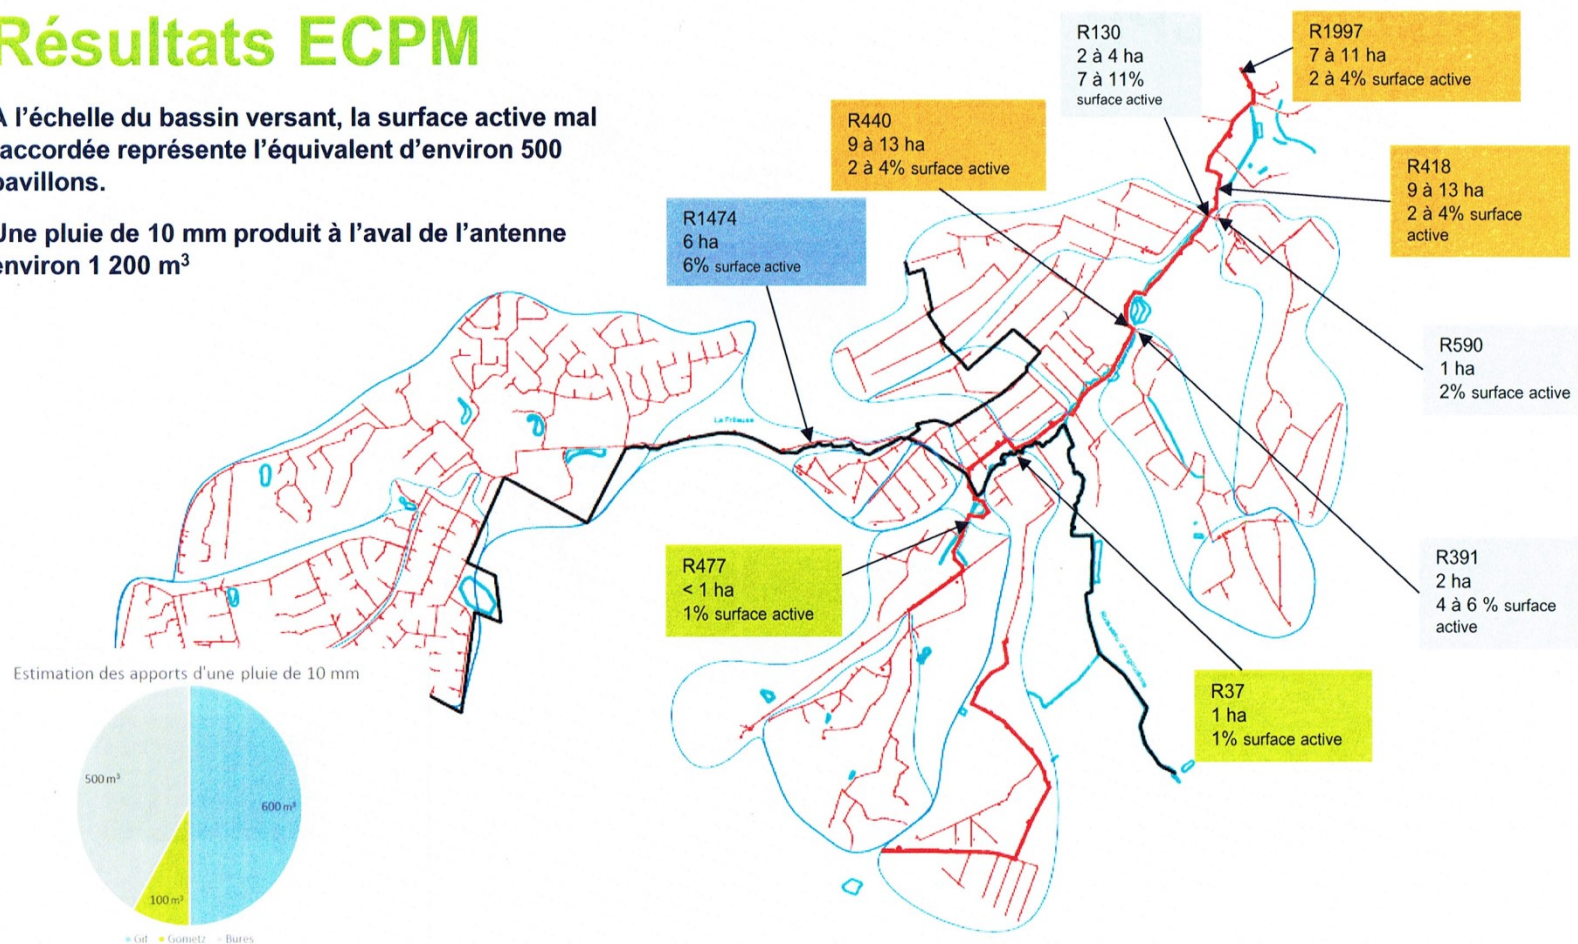 Résultats ECPM
A l’échelle du bassin versant, la surface active mal
raccordée représente l’équivalent d’environ 500
pavillons.
Une pluie de 10 mm produit à l’aval de l’antenne
environ 1 200 m³
R130
2 à 4 ha
7 à 11%
surface active
R1997
7 à 11 ha
2 à 4% surface active
R440
9 à 13 ha
2 à 4% surface active
R418
9 à 13 ha
2 à 4% surface
active
R1474
6 ha
6% surface active
R590
1 ha
2% surface active
La Frileuse
R477
< 1 ha
1% surface active
R391
2 ha
4 à 6 % surface
active
R37
1 ha
1% surface active
Estimation des apports d'une pluie de 10 mm
500 m³
600 m³
100 m³
Gif Gometz Bures